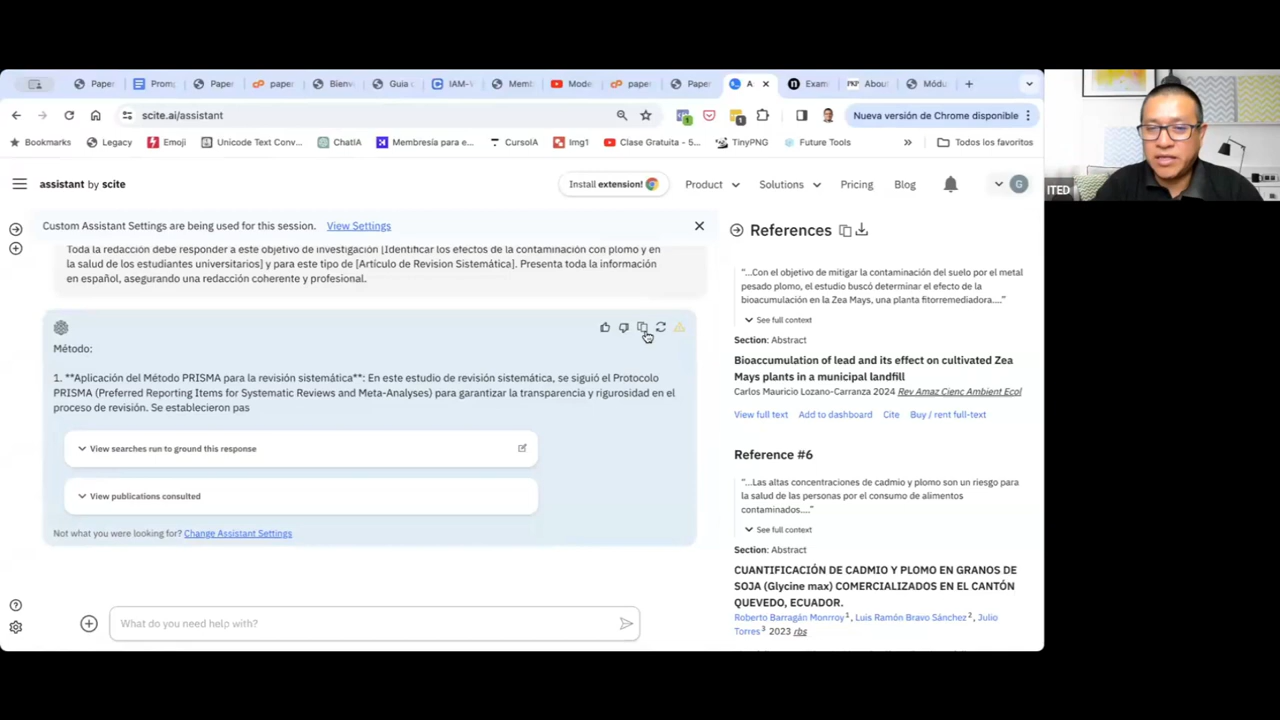 Paper
Promp
Paper
paper
Bienve
Guia d
IAM-V
Memb
Mode
paper
Paper
A
Exam
PKP
About
Módu
scite.ai/assistant
1
1
Nueva versión de Chrome disponible
Bookmarks
Legacy
Emoji
Unicode Text Conv...
ChatIA
Membresía para e...
CursoIA
Img1
Clase Gratuita - 5...
TinyPNG
Future Tools
»
Todos los favoritos
ITED
assistant by scite
Install extension!
Product
Solutions
Pricing
Blog
G
Custom Assistant Settings are being used for this session. View Settings
Toda la redacción debe responder a este objetivo de investigación [Identificar los efectos de la contaminación con plomo y en
la salud de los estudiantes universitarios] y para este tipo de [Artículo de Revision Sistemática]. Presenta toda la información
en español, asegurando una redacción coherente y profesional.
Método:
1. **Aplicación del Método PRISMA para la revisión sistemática**: En este estudio de revisión sistemática, se siguió el Protocolo
PRISMA (Preferred Reporting Items for Systematic Reviews and Meta-Analyses) para garantizar la transparencia y rigurosidad en el
proceso de revisión. Se establecieron pas
View searches run to ground this response
View publications consulted
Not what you were looking for? Change Assistant Settings
What do you need help with?
References
“...Con el objetivo de mitigar la contaminación del suelo por el metal
pesado plomo, el estudio buscó determinar el efecto de la
bioacumulación en la Zea Mays, una planta fitorremediadora....”
See full context
Section: Abstract
Bioaccumulation of lead and its effect on cultivated Zea
Mays plants in a municipal landfill
Carlos Mauricio Lozano-Carranza 2024 Rev Amaz Cienc Ambient Ecol
View full text Add to dashboard Cite Buy / rent full-text
Reference #6
“...Las altas concentraciones de cadmio y plomo son un riesgo para
la salud de las personas por el consumo de alimentos
contaminados....”
See full context
Section: Abstract
CUANTIFICACIÓN DE CADMIO Y PLOMO EN GRANOS DE
SOJA (Glycine max) COMERCIALIZADOS EN EL CANTÓN
QUEVEDO, ECUADOR.
Roberto Barragán Monrroy 1, Luis Ramón Bravo Sánchez 2, Julio
Torres 3 2023 rbs